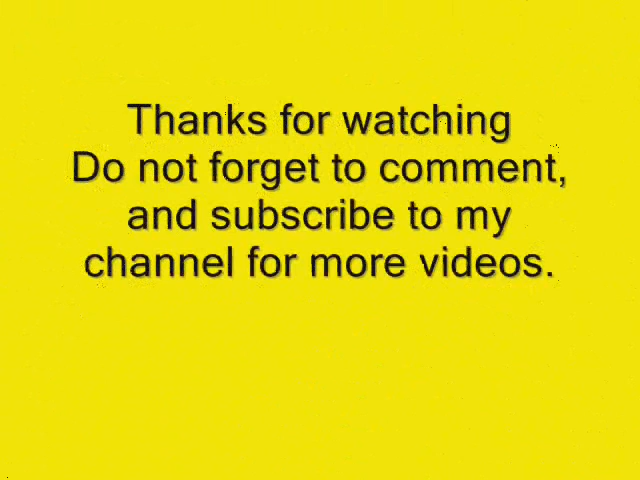 Thanks for watching
Do not forget to comment,
and subscribe to my
channel for more videos.